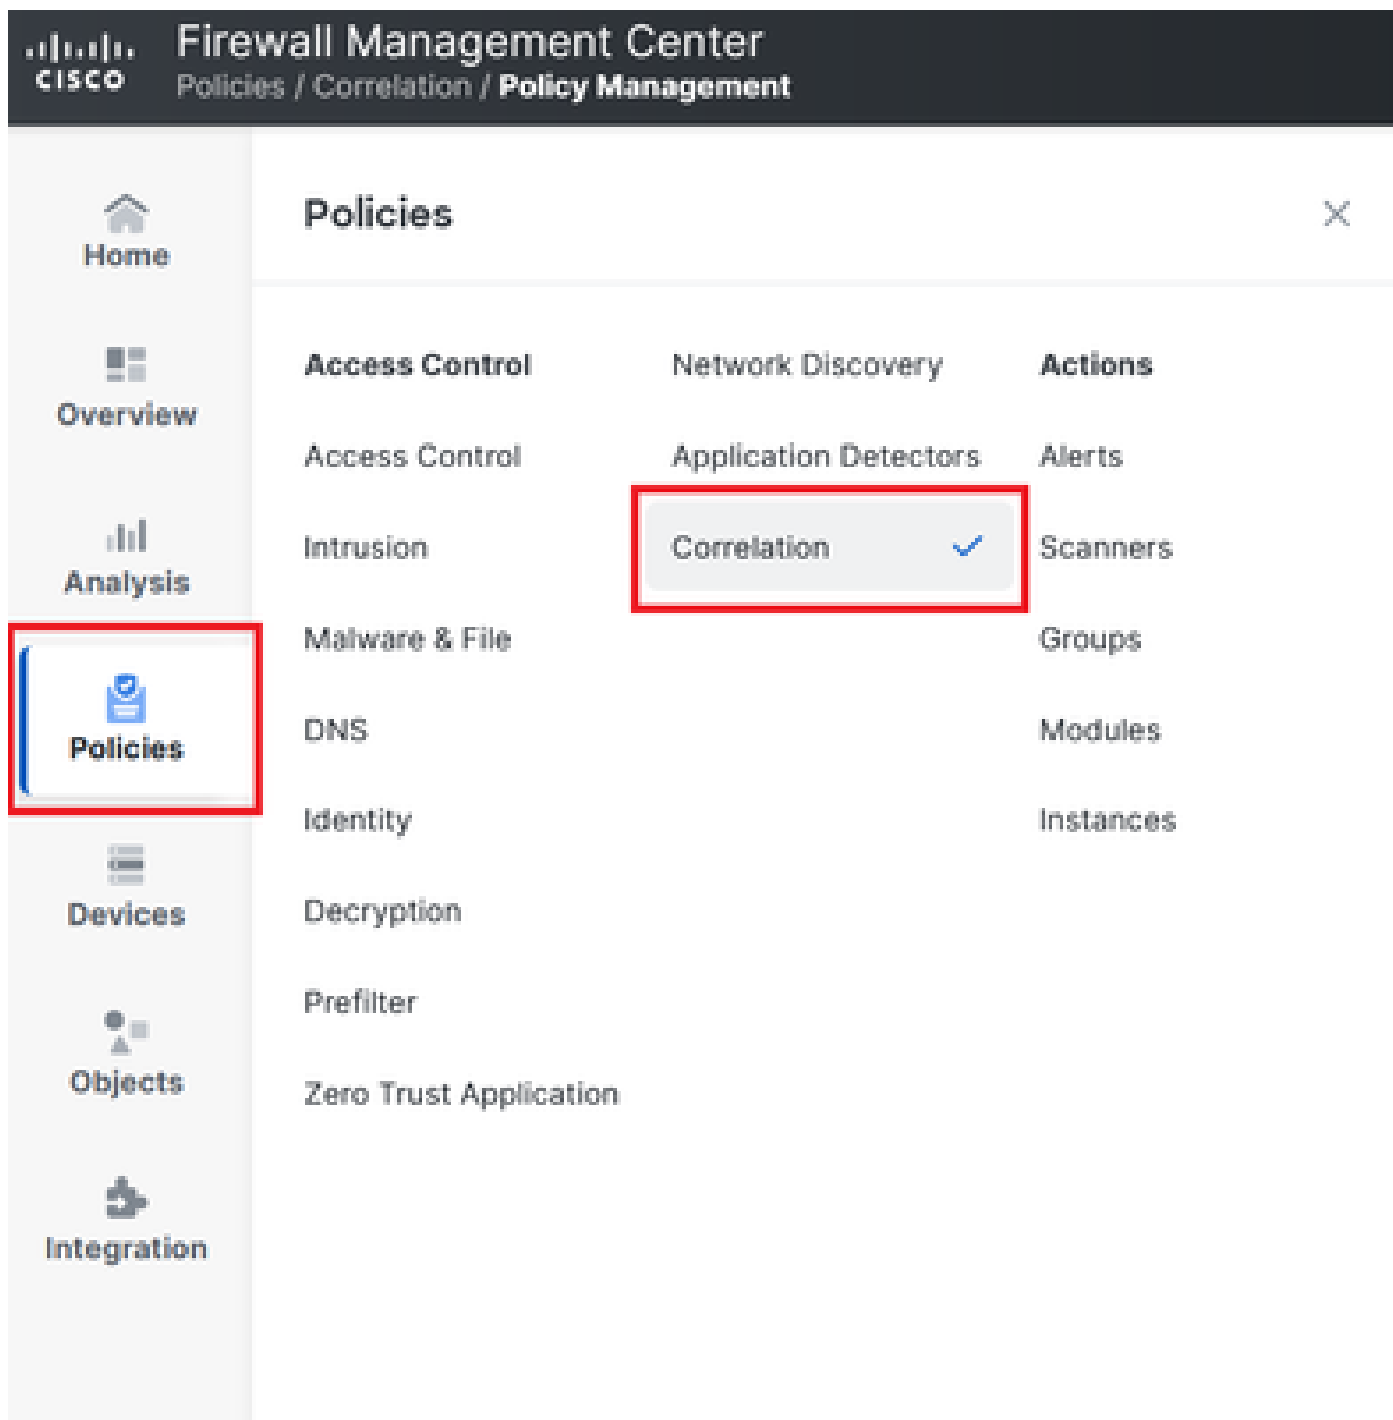 Firewall Management Center
CISCO
Policies / Correlation / Policy Management
Home
Overview
Analysis
Policies
Devices
Objects
Integration
Policies
Access Control
Access Control
Intrusion
Malware & File
DNS
Identity
Decryption
Prefilter
Zero Trust Application
Network Discovery
Application Detectors
Correlation
Actions
Alerts
Scanners
Groups
Modules
Instances